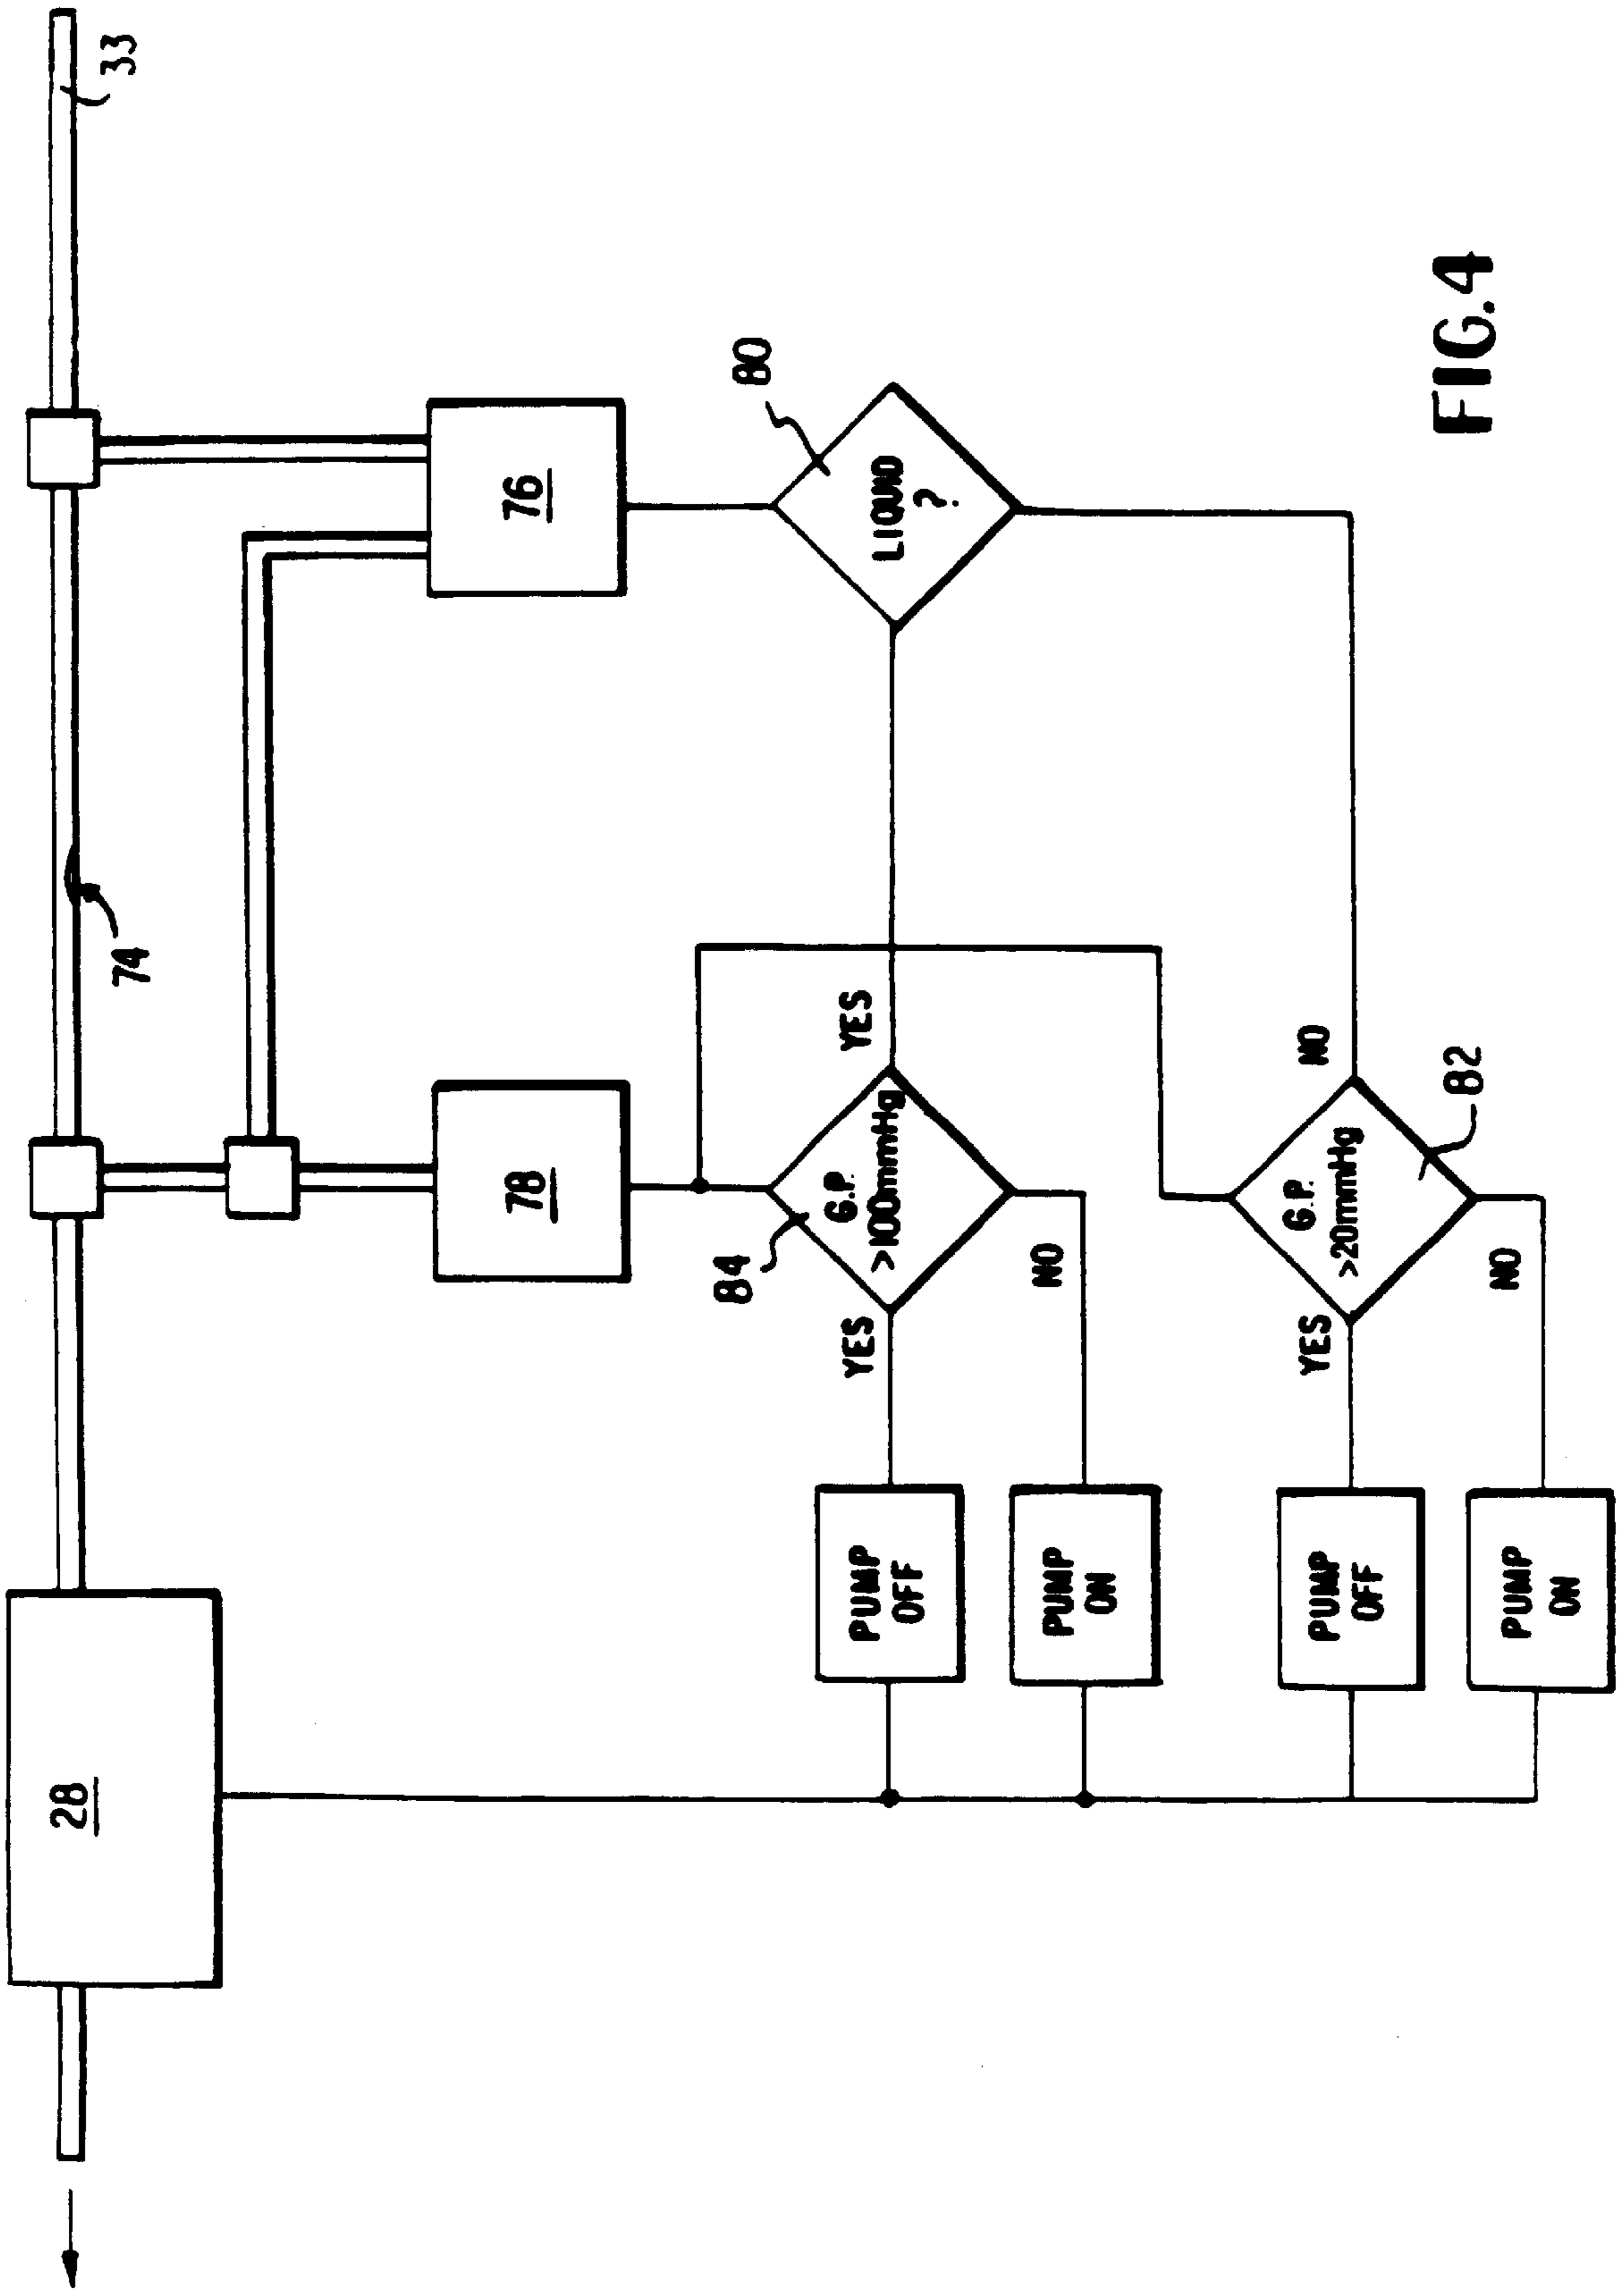 33
74
28
76
78
80
LIQUID
?
YES
NO
84
G.P.
>100mmHg
YES
NO
82
G.P.
>20mmHg
YES
NO
PUMP
OFF
PUMP
ON
PUMP
OFF
PUMP
ON
FIG.4